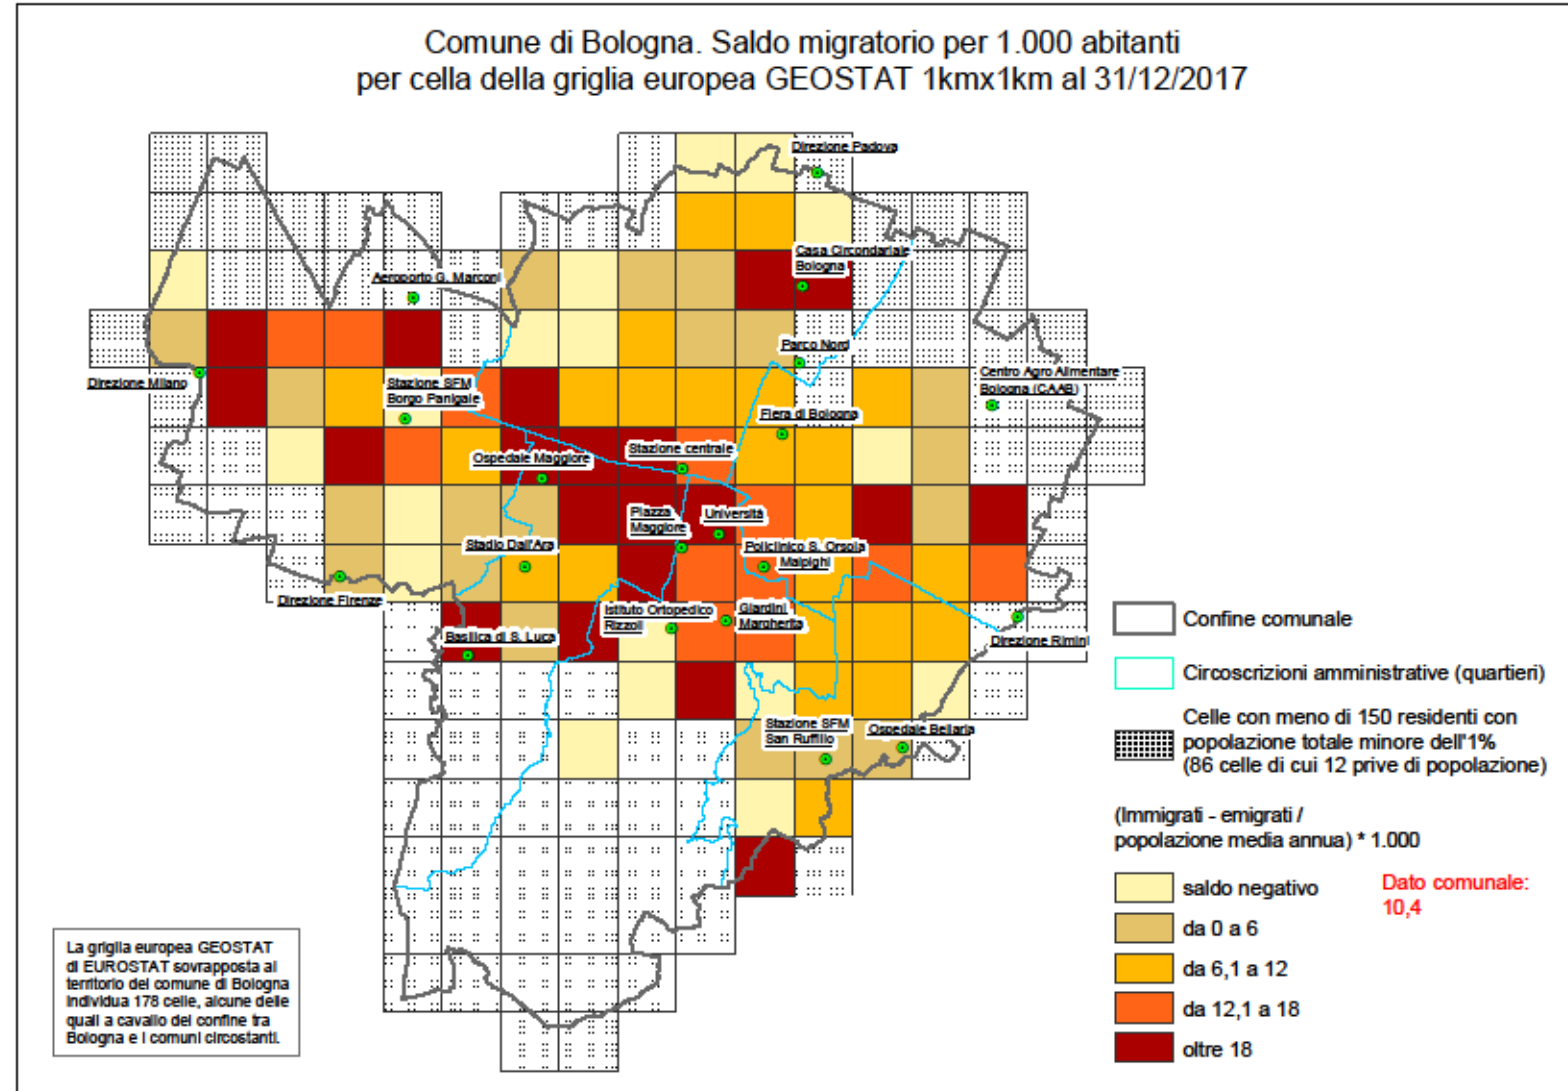 Comune di Bologna. Saldo migratorio per 1.000 abitanti
per cella della griglia europea GEOSTAT 1kmx1km al 31/12/2017
Direzione Padova
Casa Circondariale
Bologna
Aeroporto G. Marconi
Parco Nord
Direzione Milano
Stazione SFM
Borgo Panigale
Centro Agro Alimentare
Bologna (CAAB)
Fiera di Bologna
Ospedale Maggiore
Stazione centrale
Piazza
Maggiore
Università
Stadio Dall'Ara
Policlinico S. Orsola
Malpighi
Direzione Firenze
Istituto Ortopedico
Rizzoli
Giardini
Margherita
Basilica di S. Luca
Direzione Rimini
Stazione SFM
San Ruffillo
Ospedale Bellaria
Confine comunale
Circoscrizioni amministrative (quartieri)
Celle con meno di 150 residenti con
popolazione totale minore dell'1%
(86 celle di cui 12 prive di popolazione)
(Immigrati - emigrati /
popolazione media annua) * 1.000
saldo negativo
da 0 a 6
da 6,1 a 12
da 12,1 a 18
oltre 18
Dato comunale:
10,4
La griglia europea GEOSTAT
di EUROSTAT sovrapposta al
territorio del comune di Bologna
individua 178 celle, alcune delle
quali a cavallo del confine tra
Bologna e i comuni circostanti.